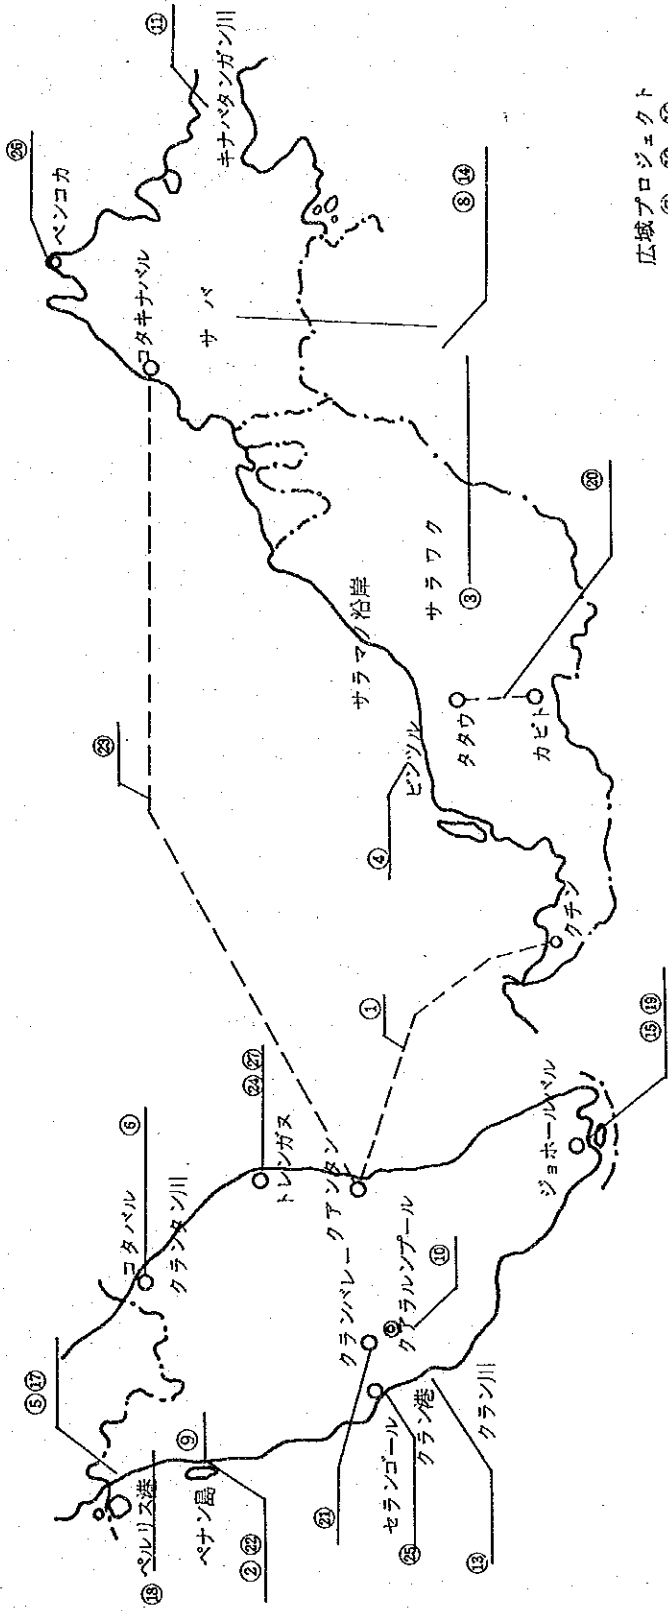 ⑤⑰
⑱
ペルリス港
②㉒
⑨
ペナン島
⑥
コタバル
クランタン川
㉔㉗
トレンガヌ
クアンタン
クランバレー
クアラルンプール
⑩
㉑
セランゴール
㉕
クラン港
クラン川
⑬
ジョホールバル
⑮⑲
①
㉓
クチン
④
ビンツル
サラワク沿岸
タタウ
カピト
⑳
サラワク
③
コタキナバル
サバ
⑧⑭
㉖
ベンコカ
⑪
キナバタンガン川
広域プロジェクト